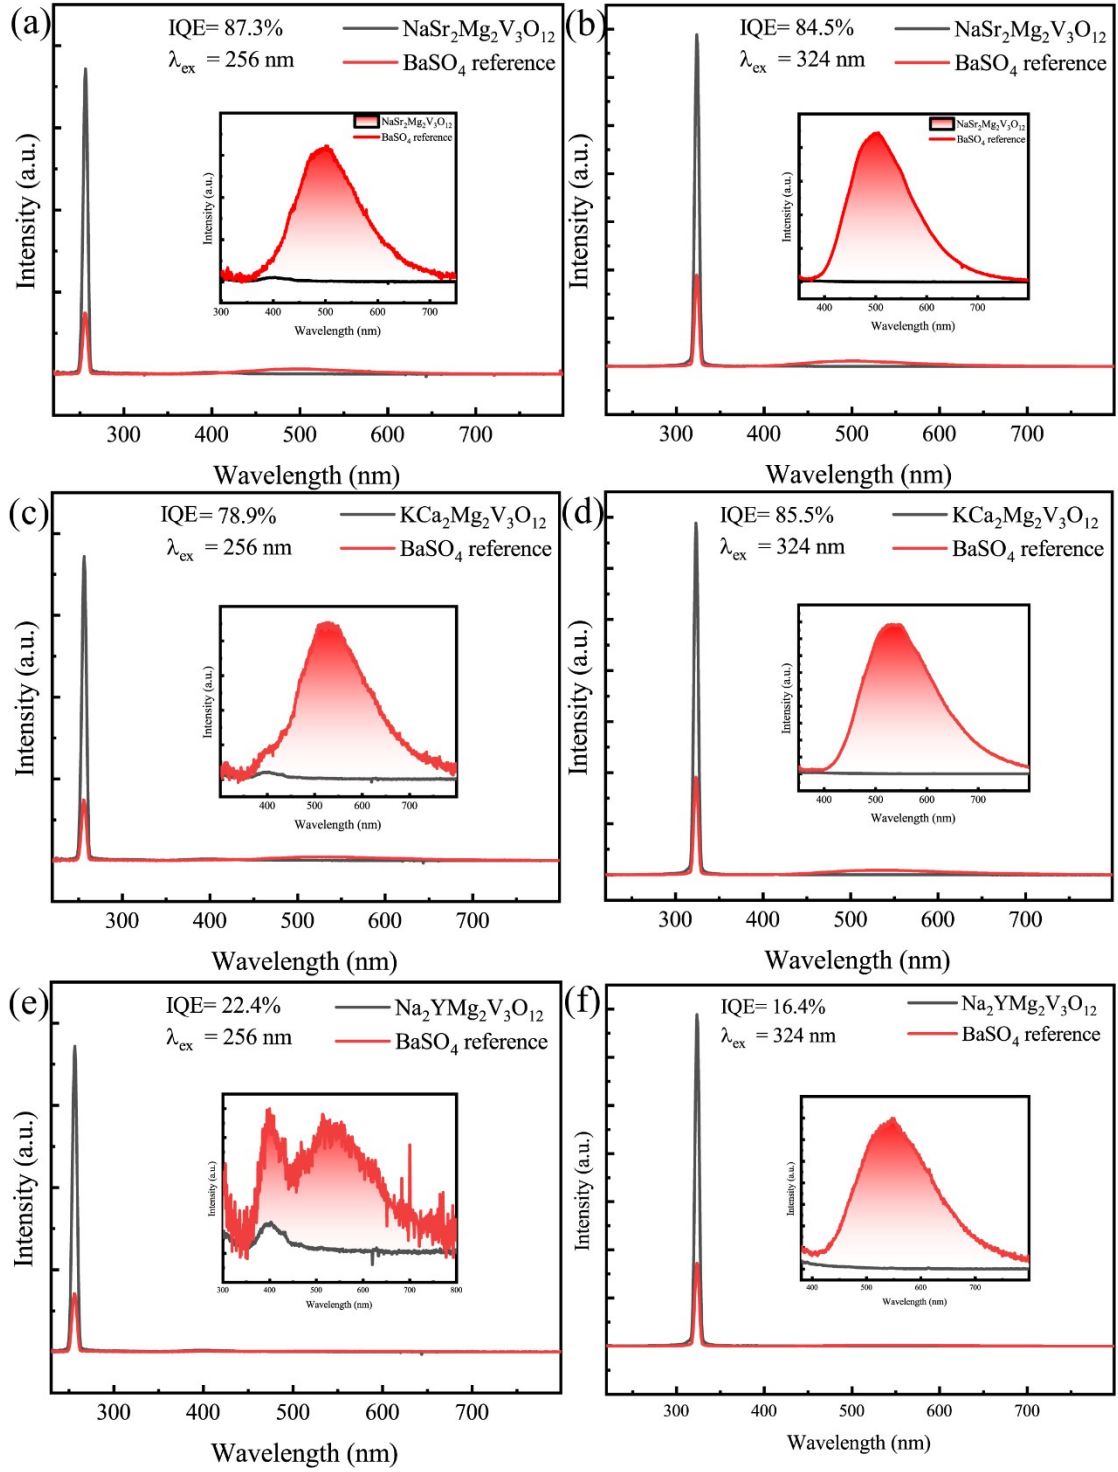 (a)
IQE= 87.3%
λex = 256 nm
NaSr2Mg2V3O12
BaSO4 reference
NaSr2Mg2V3O12
BaSO4 reference
Intensity (a.u.)
300 400 500 600 700
Wavelength (nm)
Intensity (a.u.)
300 400 500 600 700
Wavelength (nm)
(b)
IQE= 84.5%
λex = 324 nm
NaSr2Mg2V3O12
BaSO4 reference
NaSr2Mg2V3O12
BaSO4 reference
Intensity (a.u.)
400 500 600 700
Wavelength (nm)
Intensity (a.u.)
300 400 500 600 700
Wavelength (nm)
(c)
IQE= 78.9%
λex = 256 nm
KCa2Mg2V3O12
BaSO4 reference
Intensity (a.u.)
400 500 600 700
Wavelength (nm)
Intensity (a.u.)
300 400 500 600 700
Wavelength (nm)
(d)
IQE= 85.5%
λex = 324 nm
KCa2Mg2V3O12
BaSO4 reference
Intensity (a.u.)
400 500 600 700
Wavelength (nm)
Intensity (a.u.)
300 400 500 600 700
Wavelength (nm)
(e)
IQE= 22.4%
λex = 256 nm
Na2YMg2V3O12
BaSO4 reference
Intensity (a.u.)
300 400 500 600 700 800
Wavelength (nm)
Intensity (a.u.)
250 300 400 500 600 700
Wavelength (nm)
(f)
IQE= 16.4%
λex = 324 nm
Na2YMg2V3O12
BaSO4 reference
Intensity (a.u.)
400 500 600 700
Wavelength (nm)
Intensity (a.u.)
300 400 500 600 700
Wavelength (nm)